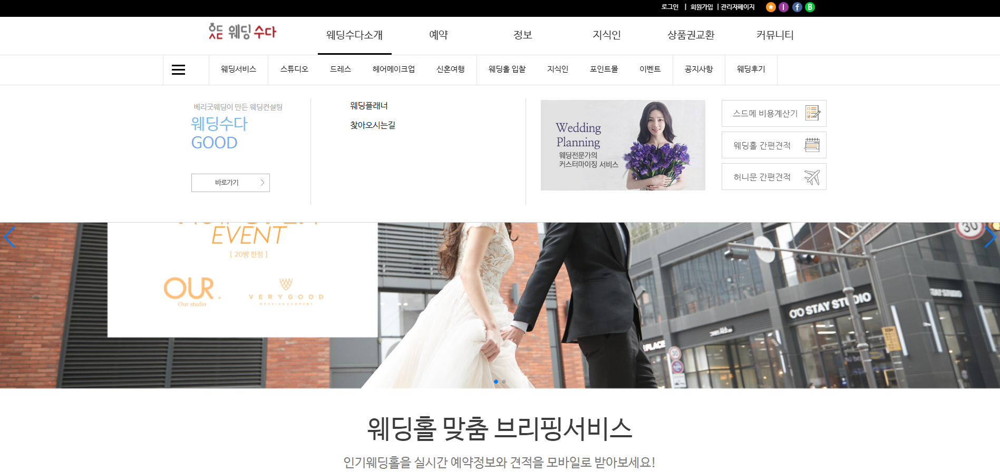 로그인 | 회원가입 | 관리자페이지
웨딩 수다
웨딩수다소개 예약 정보 지식인 상품권교환 커뮤니티
웨딩서비스 스튜디오 드레스 헤어메이크업 신혼여행 웨딩홀 입찰 지식인 포인트몰 이벤트 공지사항 웨딩후기
베리굿웨딩이 만든 웨딩컨설팅
웨딩수다
GOOD
바로가기
웨딩플래너
찾아오시는길
Wedding
Planning
웨딩전문가의
커스터마이징 서비스
스드메 비용계산기
웨딩홀 간편견적
허니문 간편견적
EVENT
[ 20쌍 한정 ]
OUR.
Our studio
VERYGOOD
WEDDING COMPANY
30
STAY STUDIO
STAY STUDIO
PLACE
웨딩홀 맞춤 브리핑서비스
인기웨딩홀을 실시간 예약정보와 견적을 모바일로 받아보세요!